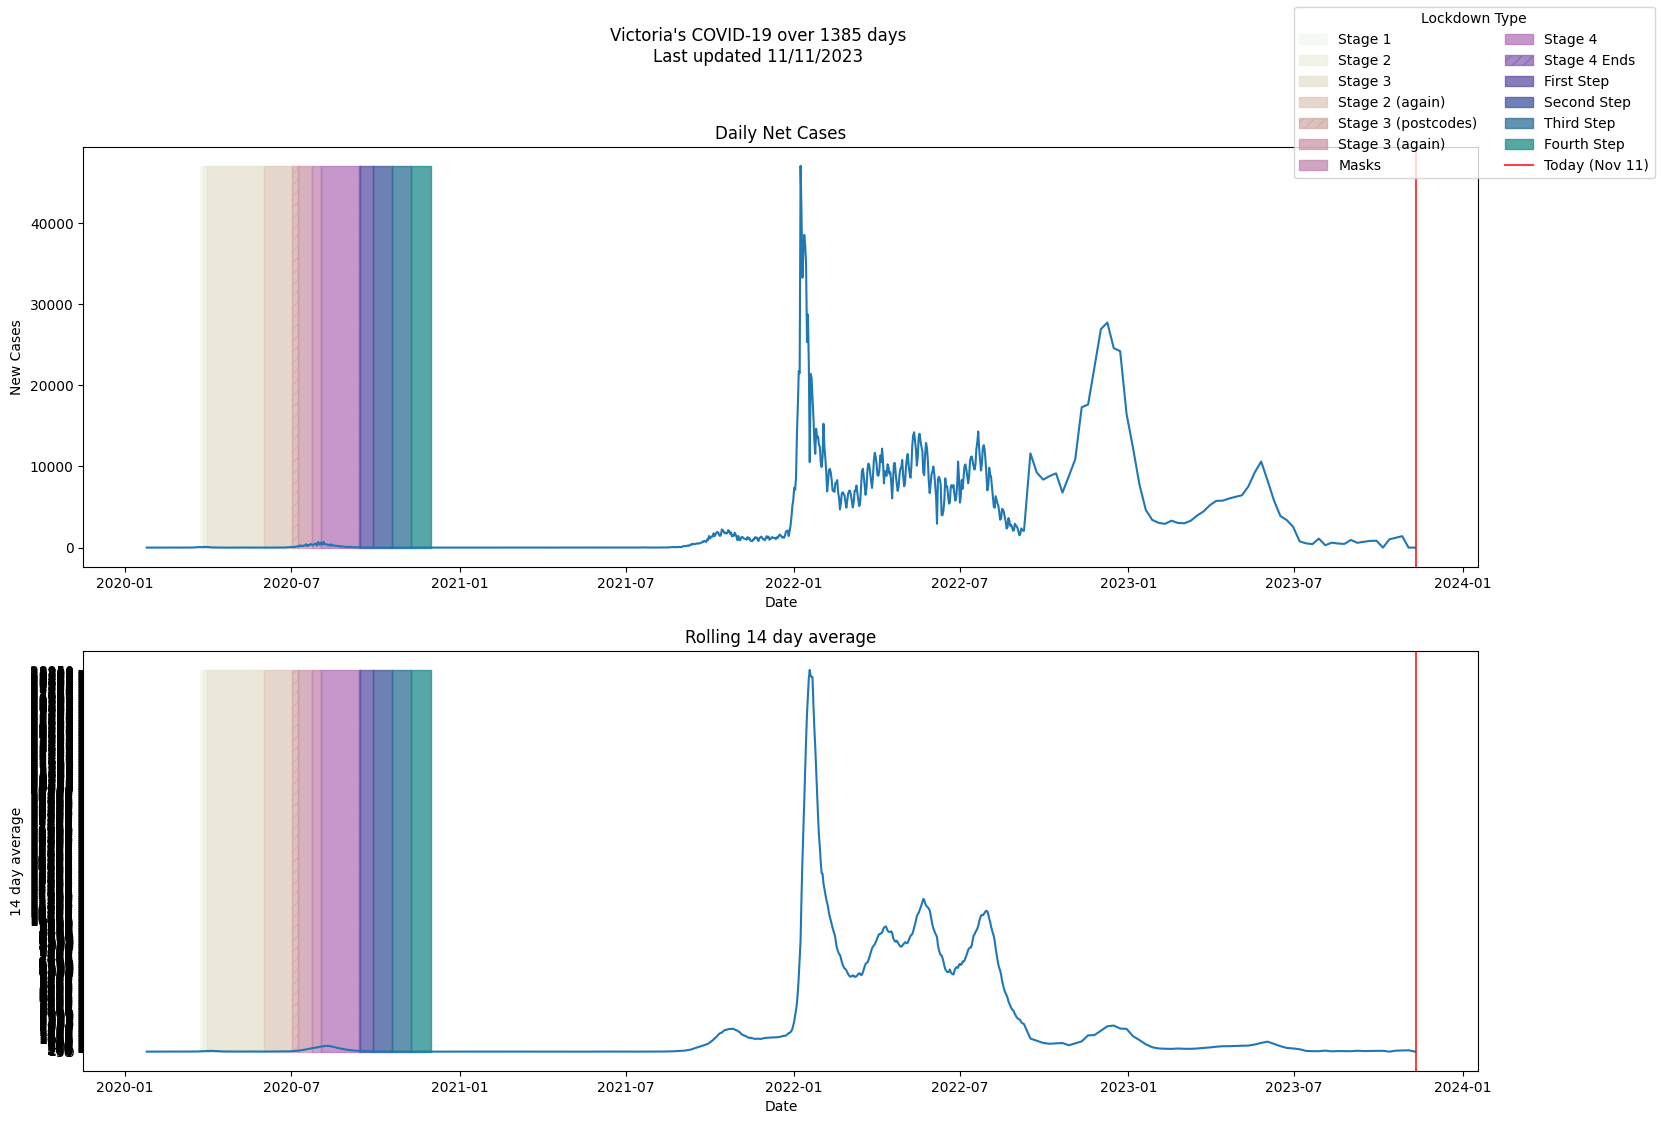 Victoria's COVID-19 over 1385 days
Last updated 11/11/2023
Lockdown Type
Stage 1
Stage 2
Stage 3
Stage 2 (again)
Stage 3 (postcodes)
Stage 3 (again)
Masks
Stage 4
Stage 4 Ends
First Step
Second Step
Third Step
Fourth Step
Today (Nov 11)
Daily Net Cases
New Cases
40000
30000
20000
10000
0
2020-01 2020-07 2021-01 2021-07 2022-01 2022-07 2023-01 2023-07 2024-01
Date
Rolling 14 day average
14 day average
2020-01 2020-07 2021-01 2021-07 2022-01 2022-07 2023-01 2023-07 2024-01
Date